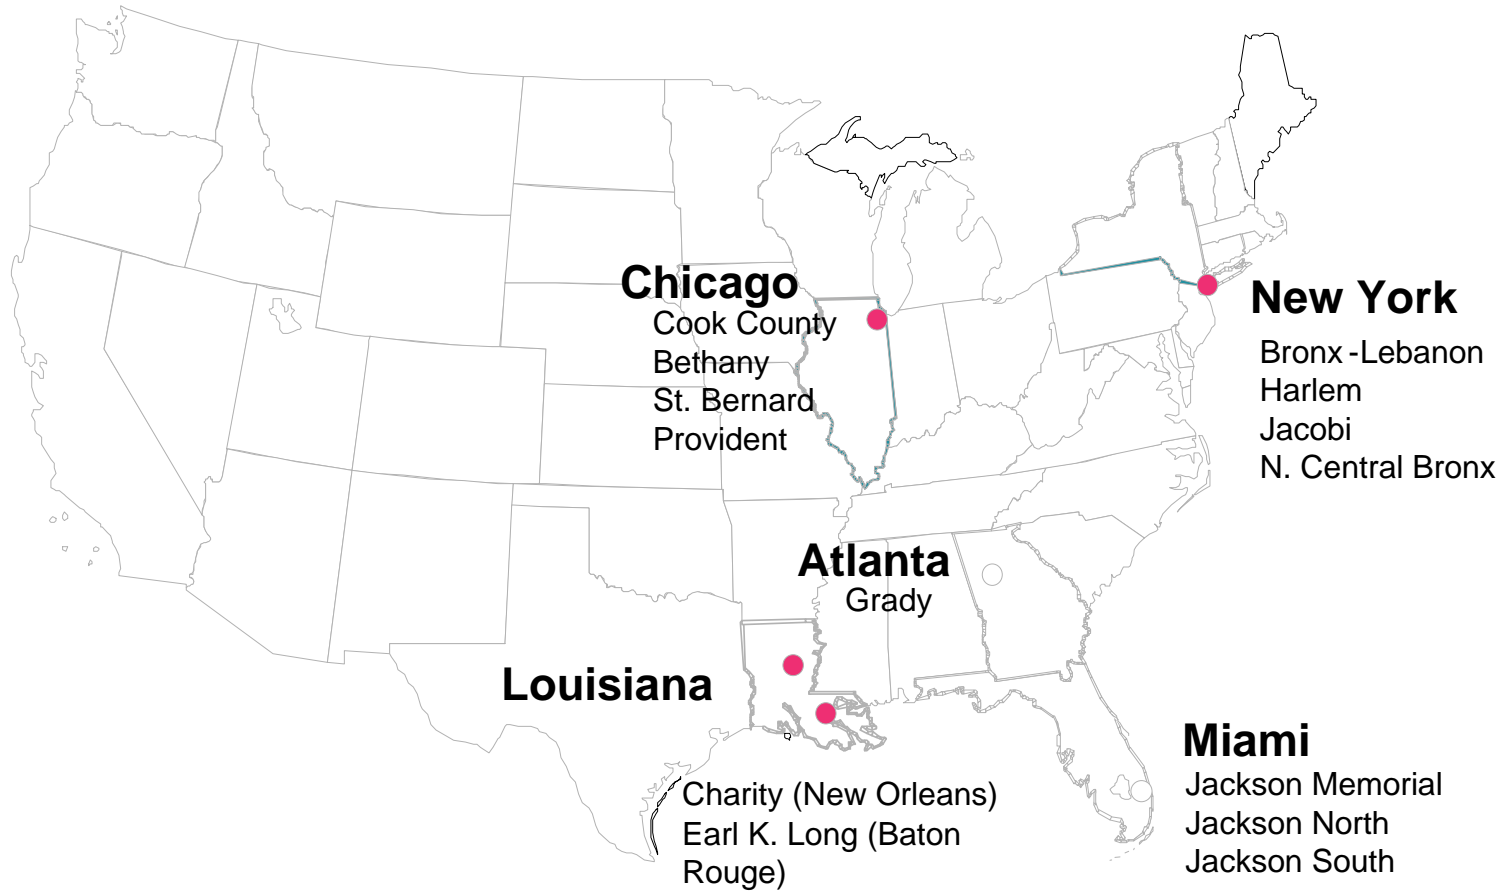 Chicago
Cook County
Bethany
St. Bernard
Provident
New York
Bronx -Lebanon
Harlem
Jacobi
N. Central Bronx
Atlanta
Grady
Louisiana
Charity (New Orleans)
Earl K. Long (Baton
Rouge)
Miami
Jackson Memorial
Jackson North
Jackson South